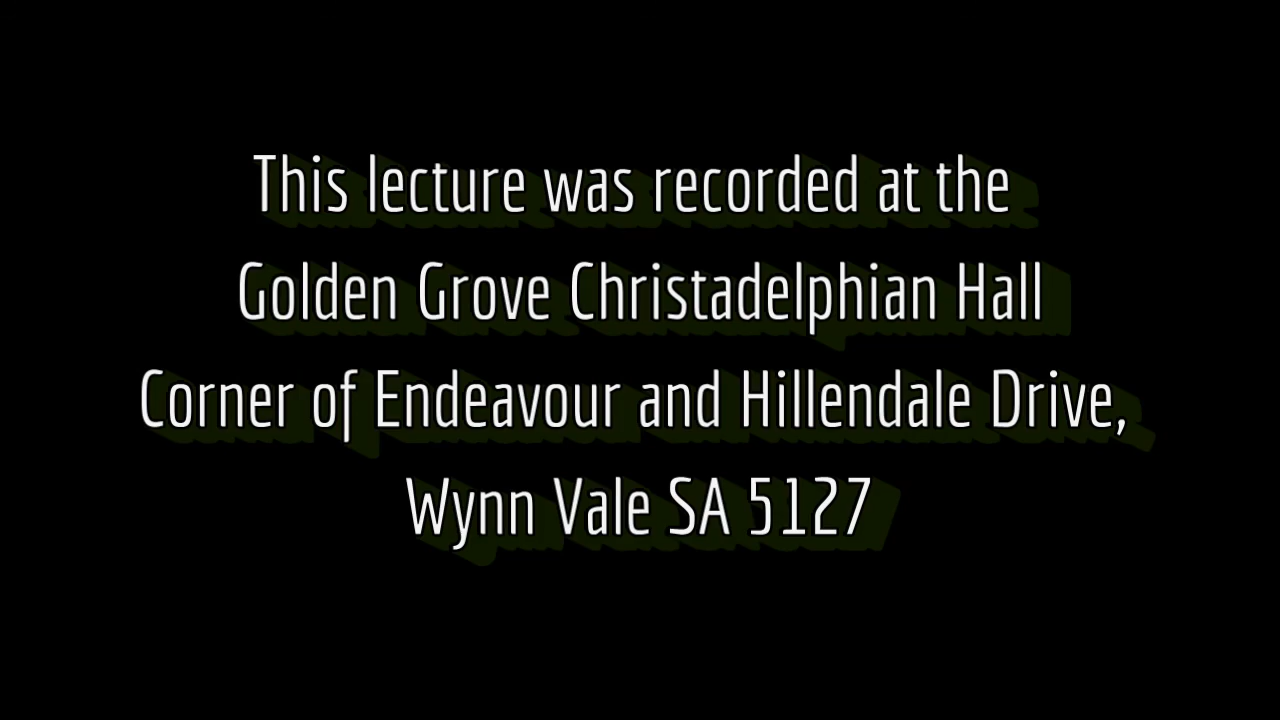 This lecture was recorded at the
Golden Grove Christadelphian Hall
Corner of Endeavour and Hillendale Drive,
Wynn Vale SA 5127